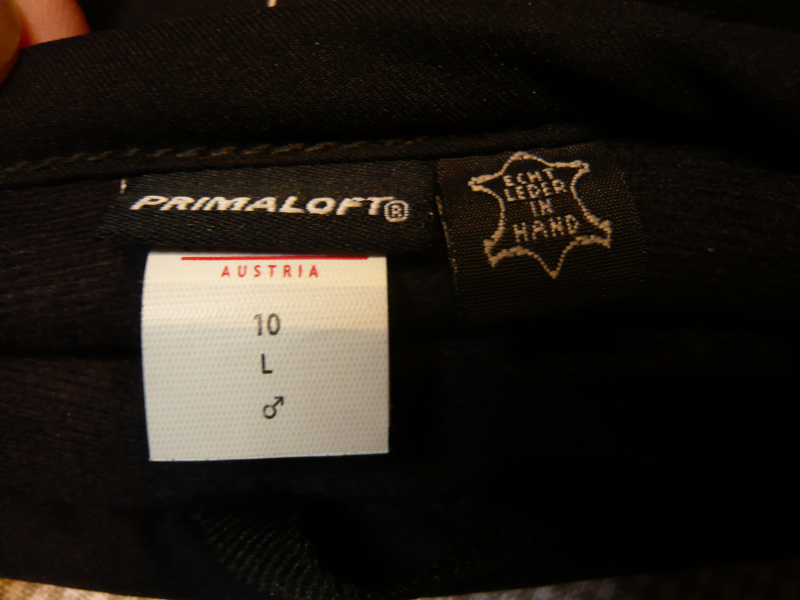 PRIMALOFT®
AUSTRIA
10
L
♂
ECHT
LEDER
IN
HAND